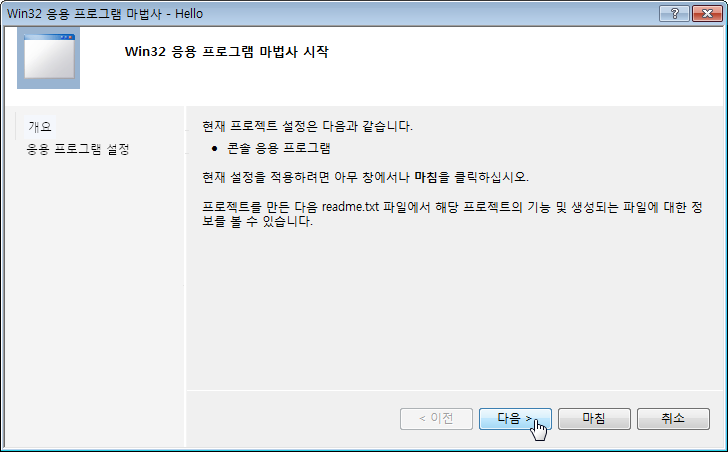 Win32 응용 프로그램 마법사 - Hello
Win32 응용 프로그램 마법사 시작
개요
응용 프로그램 설정
현재 프로젝트 설정은 다음과 같습니다.
• 콘솔 응용 프로그램
현재 설정을 적용하려면 아무 창에서나 마침을 클릭하십시오.
프로젝트를 만든 다음 readme.txt 파일에서 해당 프로젝트의 기능 및 생성되는 파일에 대한 정
보를 볼 수 있습니다.
< 이전
다음 >
마침
취소